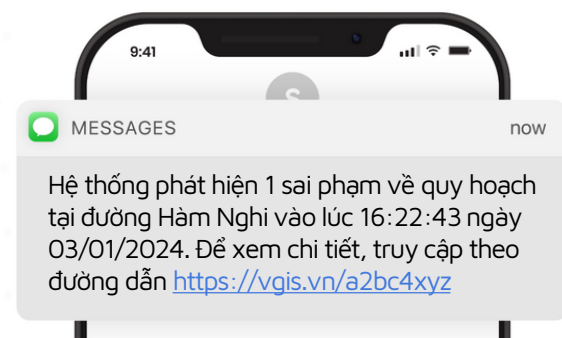 9:41
S
MESSAGES now
Hệ thống phát hiện 1 sai phạm về quy hoạch
tại đường Hàm Nghi vào lúc 16:22:43 ngày
03/01/2024. Để xem chi tiết, truy cập theo
đường dẫn https://vgis.vn/a2bc4xyz